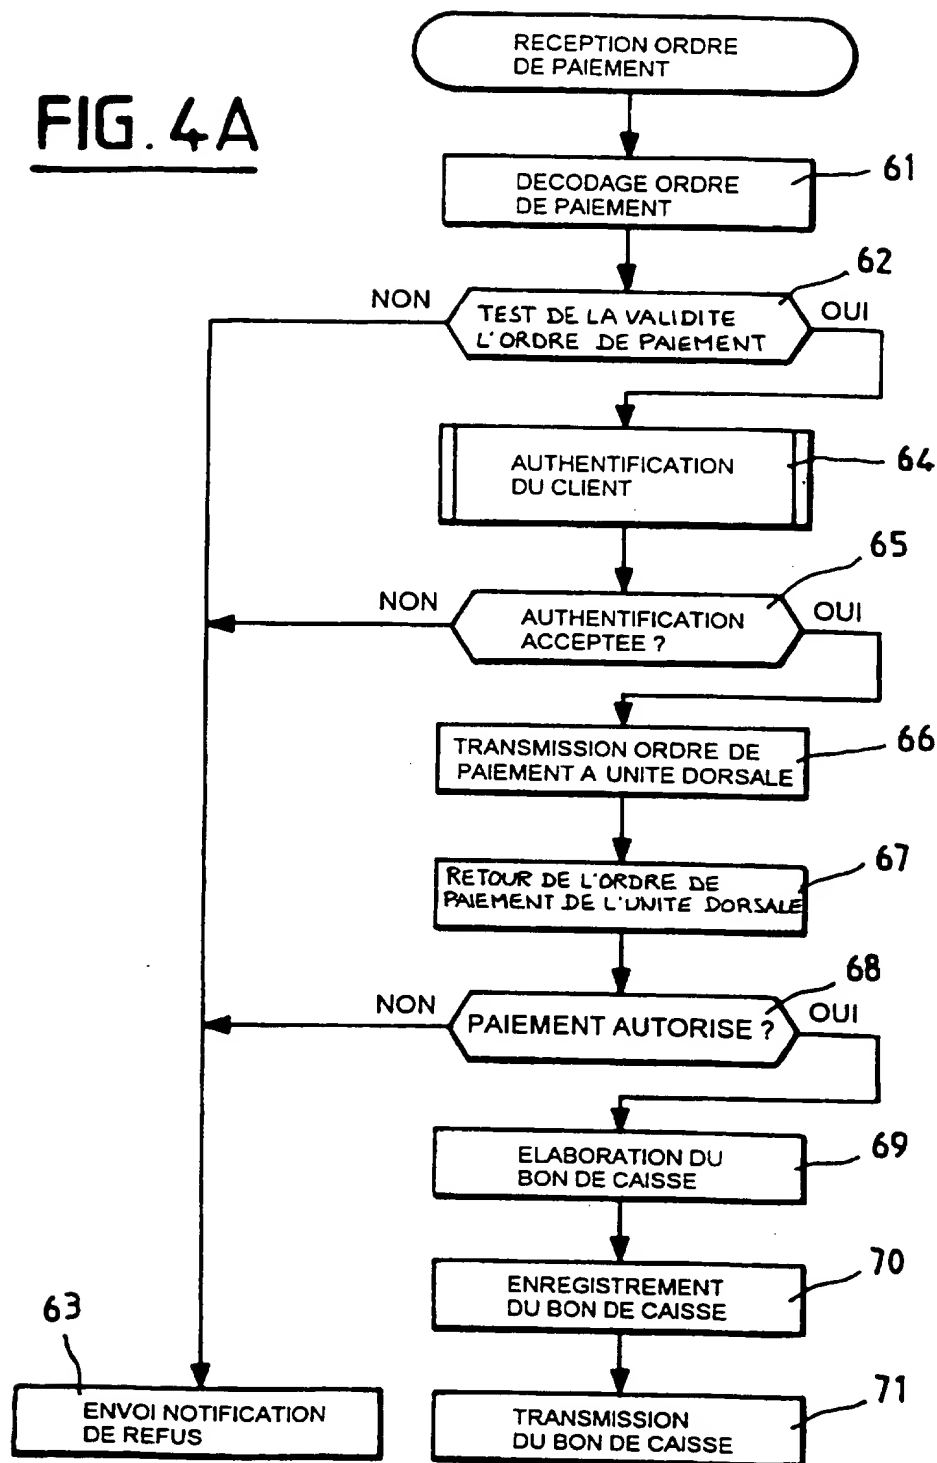 FIG. 4A
RECEPTION ORDRE
DE PAIEMENT
61
DECODAGE ORDRE
DE PAIEMENT
62
NON
OUI
TEST DE LA VALIDITE
L'ORDRE DE PAIEMENT
AUTHENTIFICATION
DU CLIENT
64
65
NON
OUI
AUTHENTIFICATION
ACCEPTEE ?
66
TRANSMISSION ORDRE DE
PAIEMENT A UNITE DORSALE
67
RETOUR DE L'ORDRE DE
PAIEMENT DE L'UNITE DORSALE
68
NON
OUI
PAIEMENT AUTORISE ?
69
ELABORATION DU
BON DE CAISSE
70
ENREGISTREMENT
DU BON DE CAISSE
63
ENVOI NOTIFICATION
DE REFUS
71
TRANSMISSION
DU BON DE CAISSE